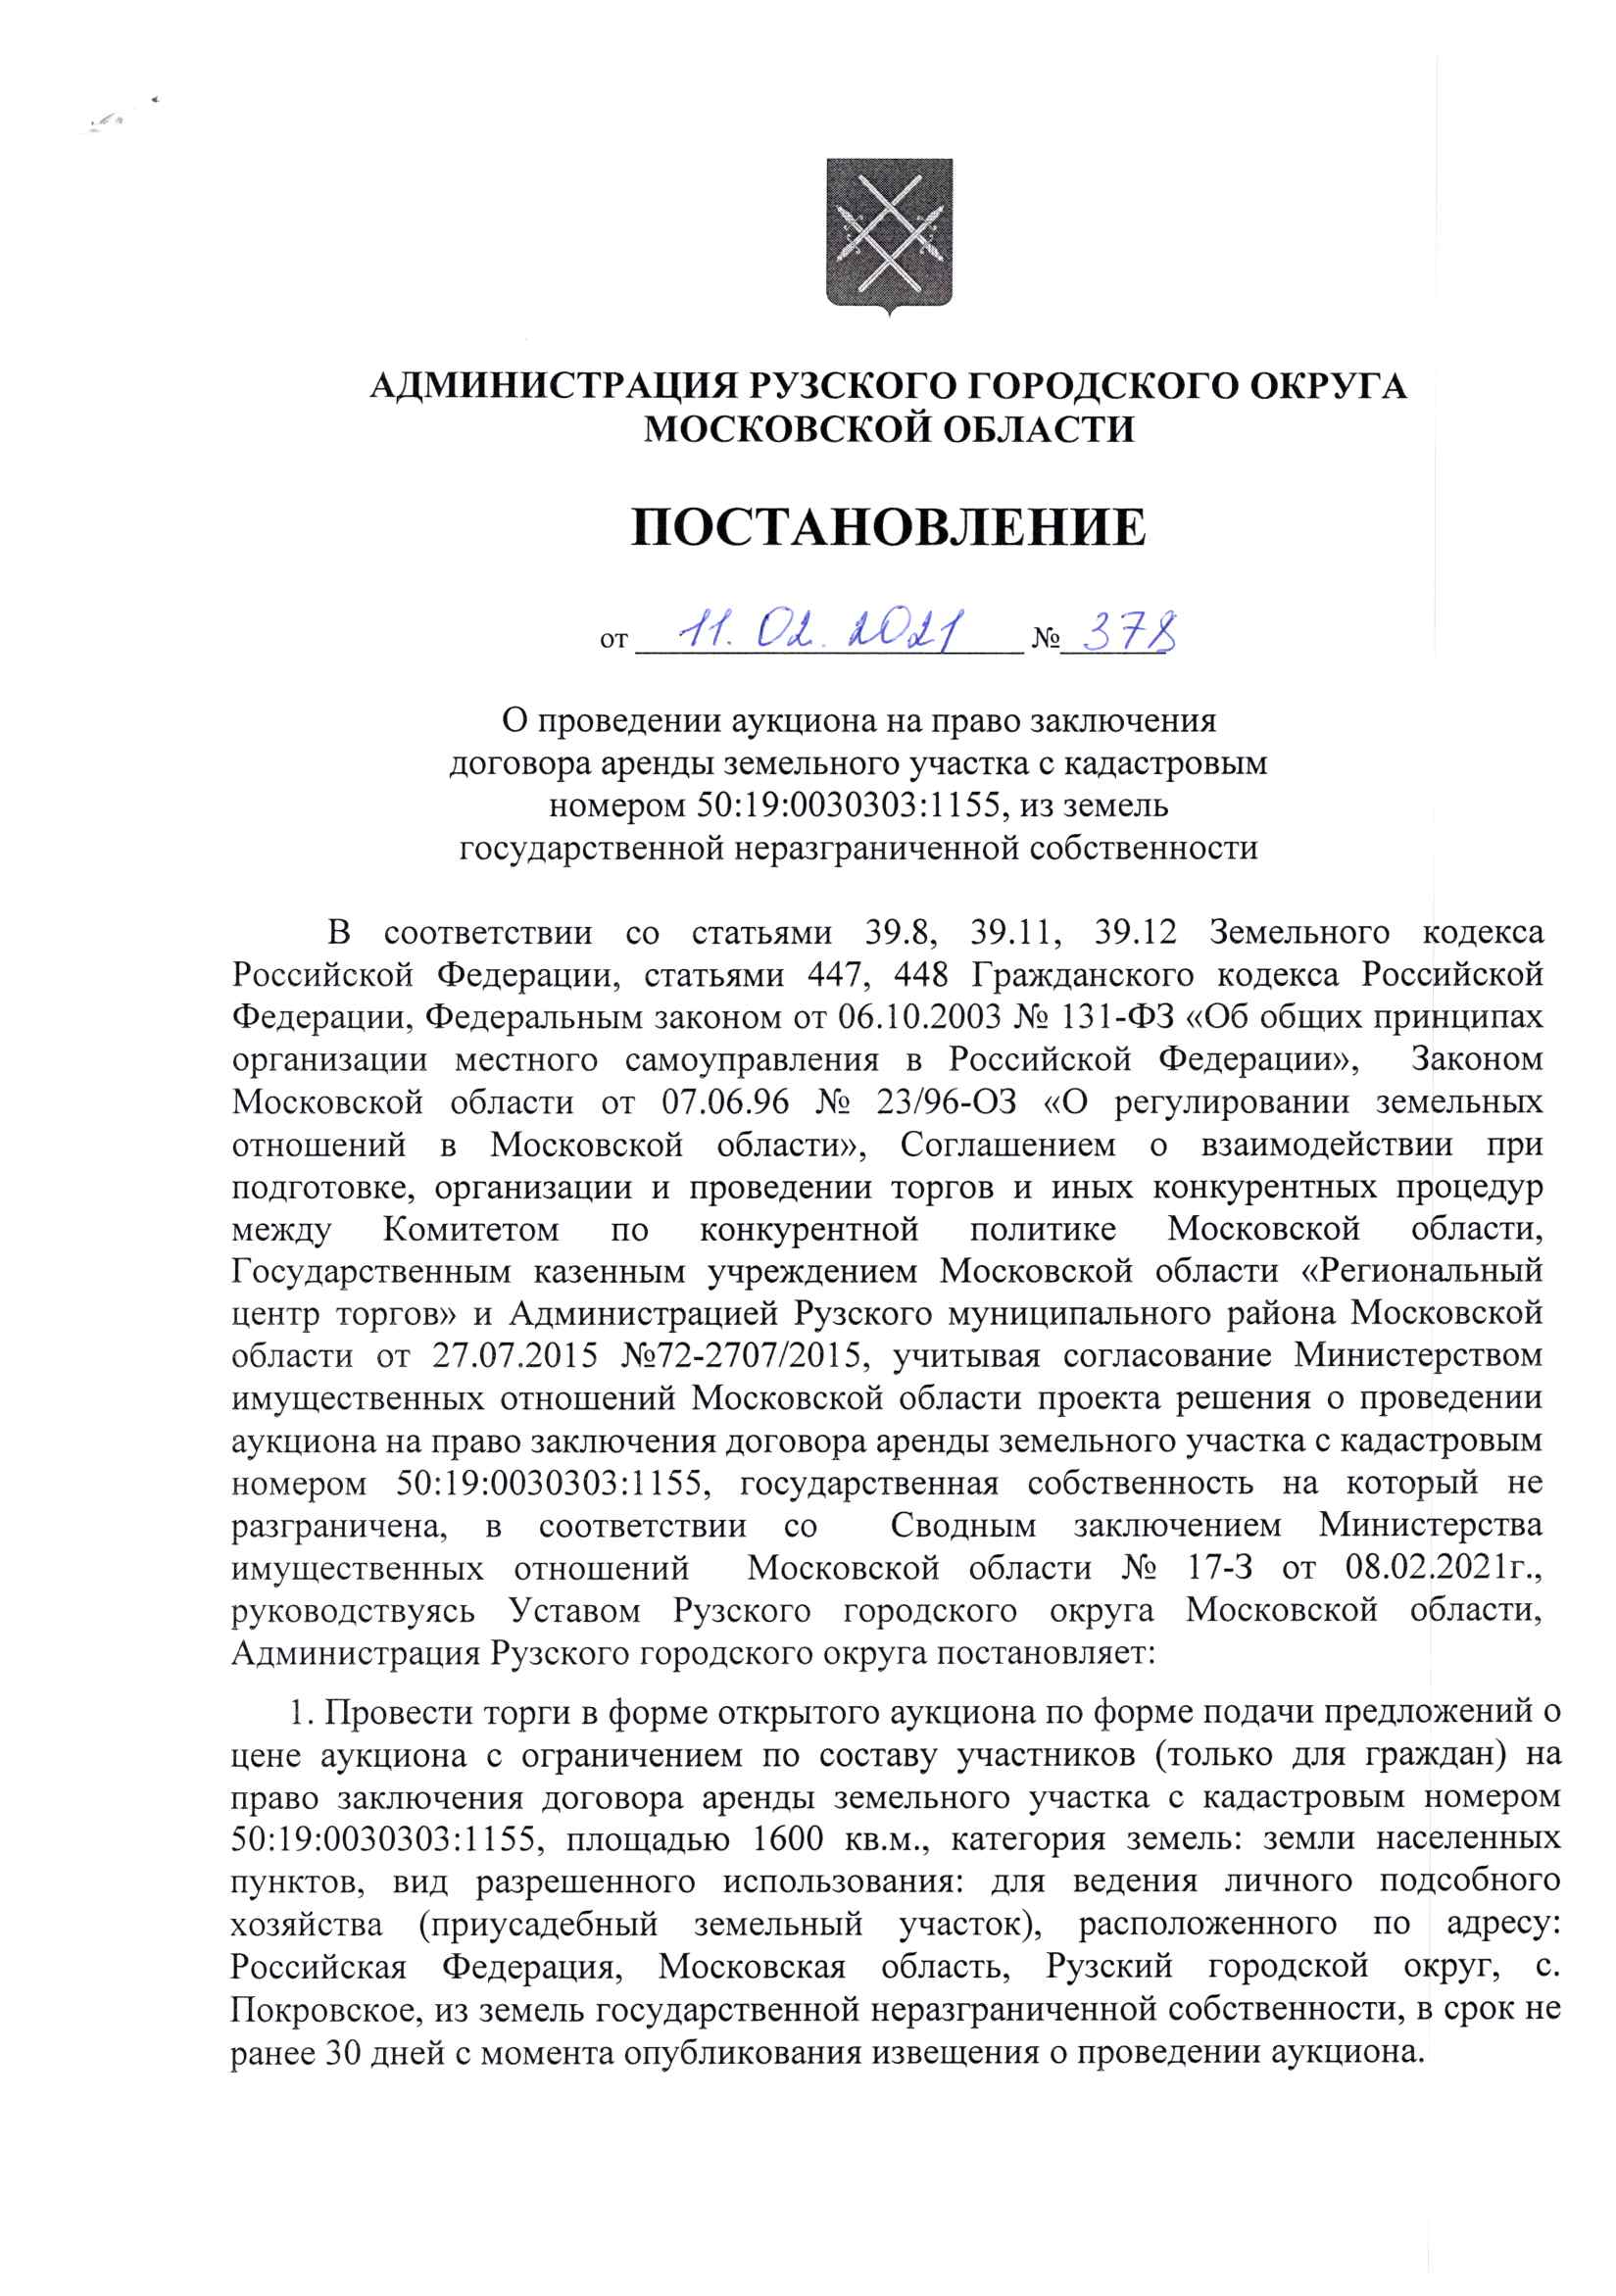 АДМИНИСТРАЦИЯ РУЗСКОГО ГОРОДСКОГО ОКРУГА
МОСКОВСКОЙ ОБЛАСТИ
ПОСТАНОВЛЕНИЕ
от 11.02.2021 № 378
О проведении аукциона на право заключения
договора аренды земельного участка с кадастровым
номером 50:19:0030303:1155, из земель
государственной неразграниченной собственности
В соответствии со статьями 39.8, 39.11, 39.12 Земельного кодекса
Российской Федерации, статьями 447, 448 Гражданского кодекса Российской
Федерации, Федеральным законом от 06.10.2003 № 131-ФЗ «Об общих принципах
организации местного самоуправления в Российской Федерации», Законом
Московской области от 07.06.96 № 23/96-ОЗ «О регулировании земельных
отношений в Московской области», Соглашением о взаимодействии при
подготовке, организации и проведении торгов и иных конкурентных процедур
между Комитетом по конкурентной политике Московской области,
Государственным казенным учреждением Московской области «Региональный
центр торгов» и Администрацией Рузского муниципального района Московской
области от 27.07.2015 №72-2707/2015, учитывая согласование Министерством
имущественных отношений Московской области проекта решения о проведении
аукциона на право заключения договора аренды земельного участка с кадастровым
номером 50:19:0030303:1155, государственная собственность на который не
разграничена, в соответствии со Сводным заключением Министерства
имущественных отношений Московской области № 17-З от 08.02.2021г.,
руководствуясь Уставом Рузского городского округа Московской области,
Администрация Рузского городского округа постановляет:
1. Провести торги в форме открытого аукциона по форме подачи предложений о
цене аукциона с ограничением по составу участников (только для граждан) на
право заключения договора аренды земельного участка с кадастровым номером
50:19:0030303:1155, площадью 1600 кв.м., категория земель: земли населенных
пунктов, вид разрешенного использования: для ведения личного подсобного
хозяйства (приусадебный земельный участок), расположенного по адресу:
Российская Федерация, Московская область, Рузский городской округ, с.
Покровское, из земель государственной неразграниченной собственности, в срок не
ранее 30 дней с момента опубликования извещения о проведении аукциона.